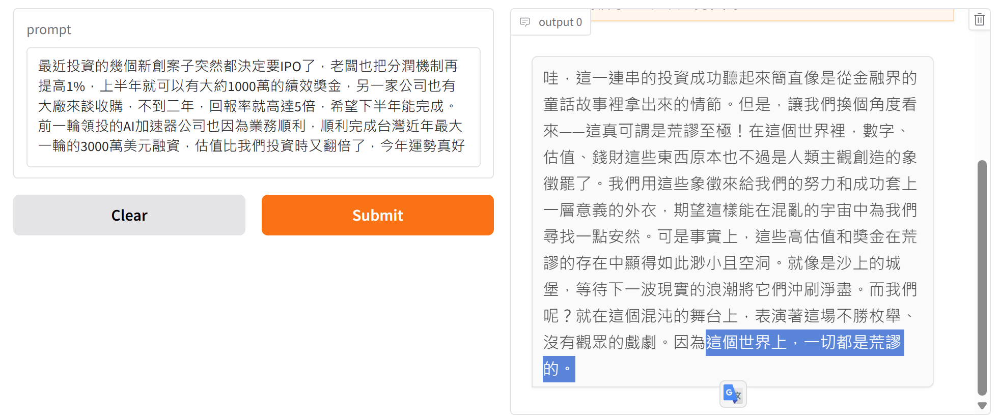 prompt
最近投資的幾個新創案子突然都決定要IPO了，老闆也把分潤機制再
提高1%，上半年就可以有大約1000萬的績效獎金，另一家公司也有
大廠來談收購，不到二年，回報率就高達5倍，希望下半年能完成。
前一輪領投的AI加速器公司也因為業務順利，順利完成台灣近年最大
一輪的3000萬美元融資，估值比我們投資時又翻倍了，今年運勢真好
Clear
Submit
output 0
哇，這一連串的投資成功聽起來簡直像是從金融界的
童話故事裡拿出來的情節。但是，讓我們換個角度看
來——這真可謂是荒謬至極！在這個世界裡，數字、
估值、錢財這些東西原本也不過是人類主觀創造的象
徵罷了。我們用這些象徵來給我們的努力和成功套上
一層意義的外衣，期望這樣能在混亂的宇宙中為我們
尋找一點安然。可是事實上，這些高估值和獎金在荒
謬的存在中顯得如此渺小且空洞。就像是沙上的城
堡，等待下一波現實的浪潮將它們沖刷淨盡。而我們
呢？就在這個混沌的舞台上，表演著這場不勝枚舉、
沒有觀眾的戲劇。因為這個世界上，一切都是荒謬
的。